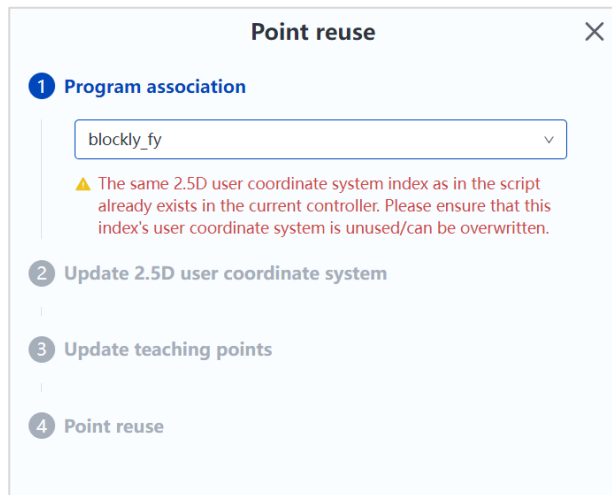 Point reuse
1 Program association
blockly_fy
The same 2.5D user coordinate system index as in the script
already exists in the current controller. Please ensure that this
index's user coordinate system is unused/can be overwritten.
2 Update 2.5D user coordinate system
3 Update teaching points
4 Point reuse